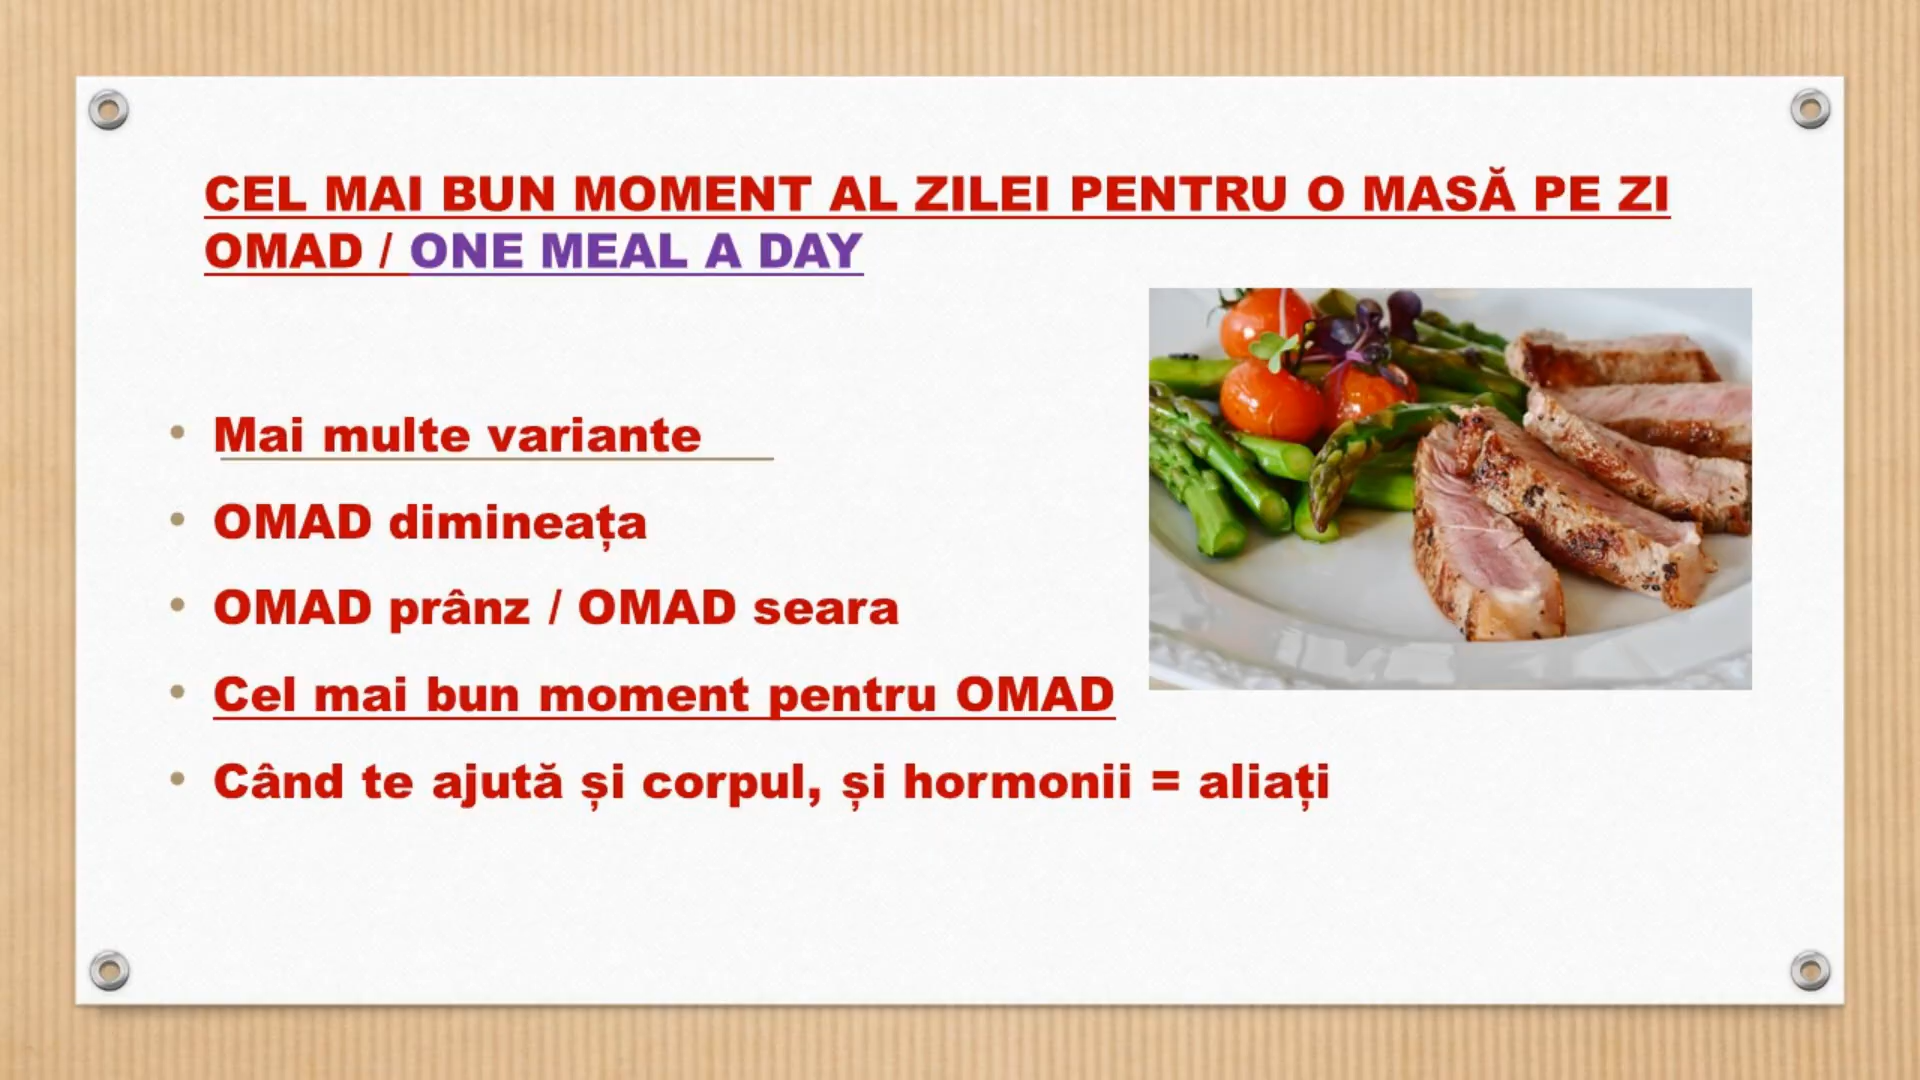 CEL MAI BUN MOMENT AL ZILEI PENTRU O MASĂ PE ZI
OMAD / ONE MEAL A DAY
• Mai multe variante
• OMAD dimineața
• OMAD prânz / OMAD seara
• Cel mai bun moment pentru OMAD
• Când te ajută și corpul, și hormonii = aliați